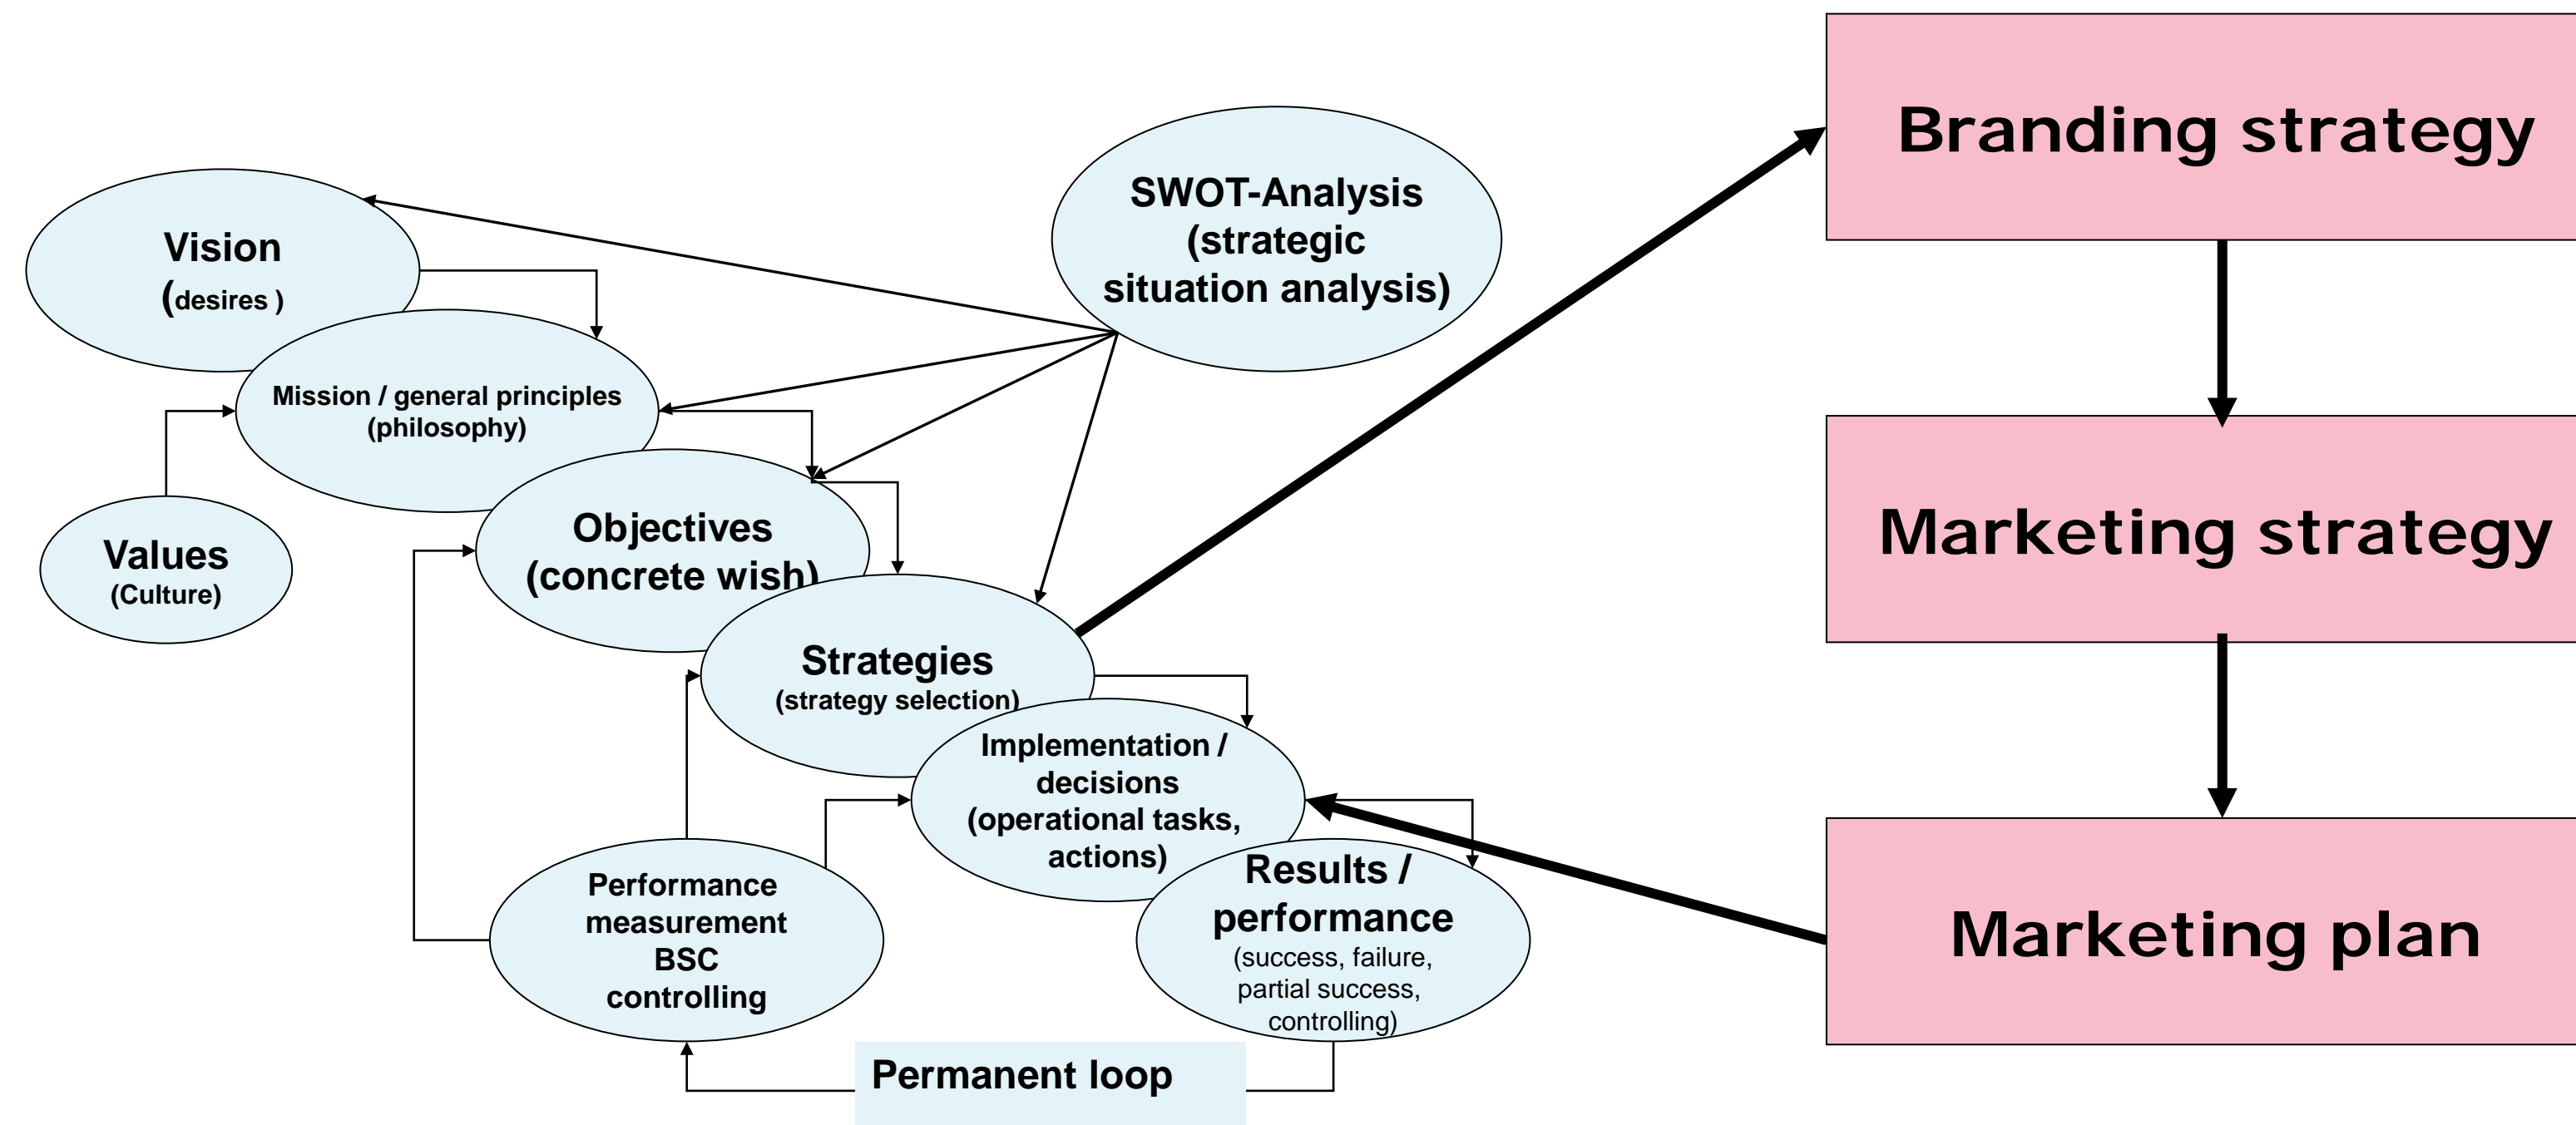 Branding strategy
SWOT-Analysis
(strategic
situation analysis)
Vision
(desires )
Mission / general principles
(philosophy)
Values
(Culture)
Objectives
(concrete wish)
Marketing strategy
Strategies
(strategy selection)
Implementation /
decisions
(operational tasks,
actions)
Performance
measurement
BSC
controlling
Results /
performance
(success, failure,
partial success,
controlling)
Marketing plan
Permanent loop